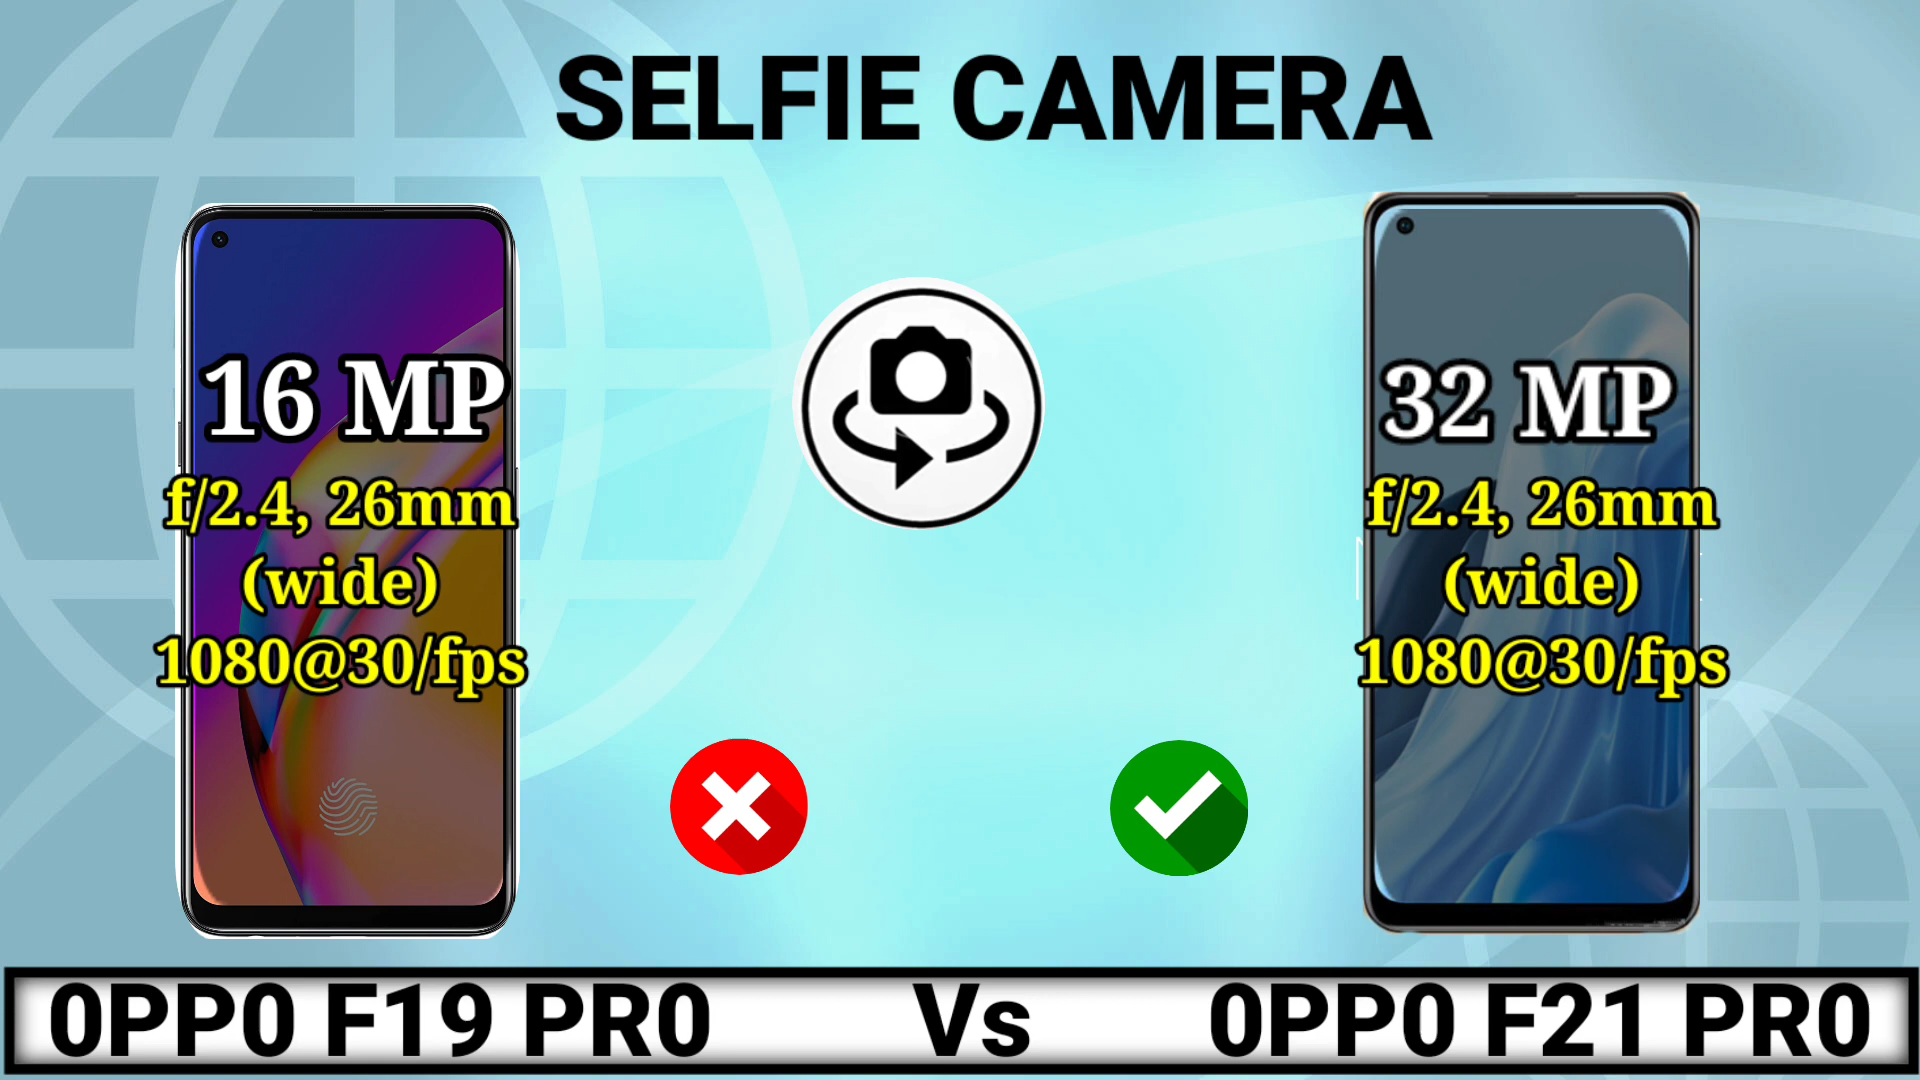 SELFIE CAMERA
16 MP
f/2.4, 26mm
(wide)
1080@30/fps
32 MP
f/2.4, 26mm
(wide)
1080@30/fps
0PP0 F19 PR0 Vs 0PP0 F21 PR0